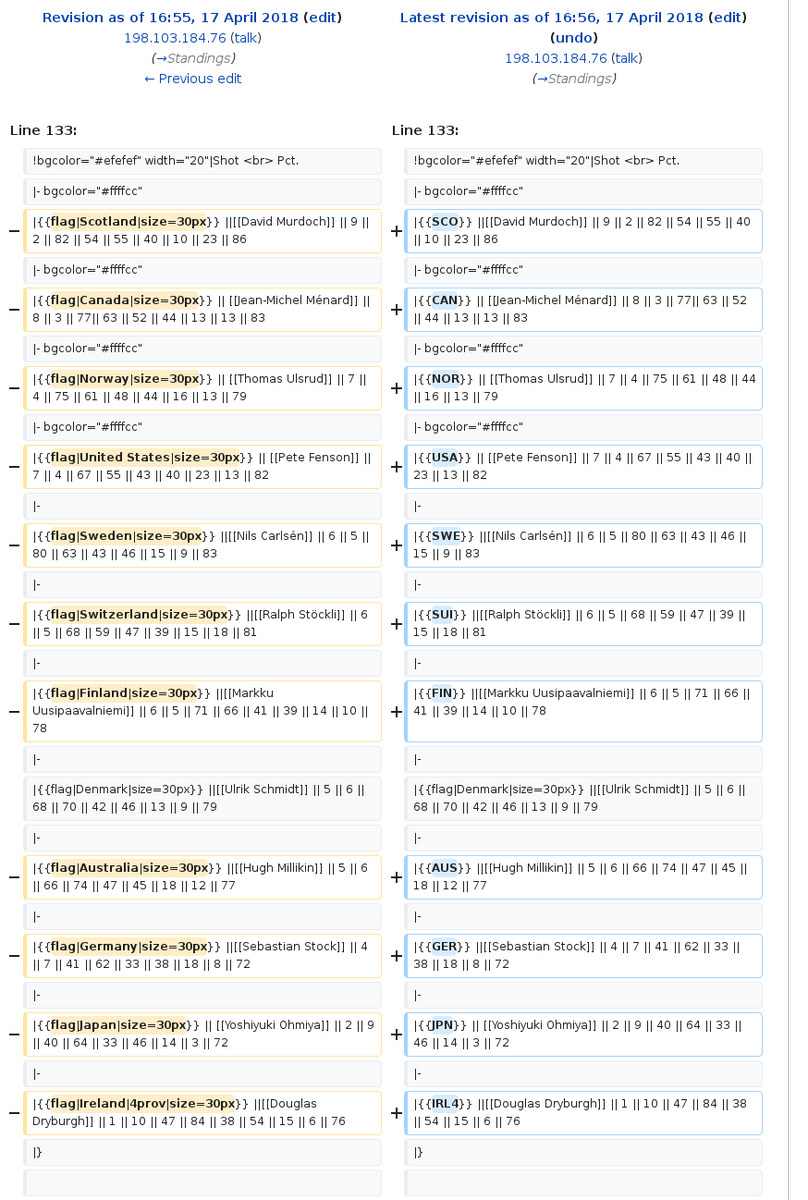 Revision as of 16:55, 17 April 2018 (edit)
198.103.184.76 (talk)
(→Standings)
← Previous edit
Latest revision as of 16:56, 17 April 2018 (edit)
(undo)
198.103.184.76 (talk)
(→Standings)
Line 133:
Line 133:
!bgcolor="#efefef" width="20"|Shot <br> Pct.
!bgcolor="#efefef" width="20"|Shot <br> Pct.
|- bgcolor="#ffffcc"
|- bgcolor="#ffffcc"
− |{{flag|Scotland|size=30px}} ||[[David Murdoch]] || 9 ||
2 || 82 || 54 || 55 || 40 || 10 || 23 || 86
+ |{{SCO}} ||[[David Murdoch]] || 9 || 2 || 82 || 54 || 55 || 40
|| 10 || 23 || 86
|- bgcolor="#ffffcc"
|- bgcolor="#ffffcc"
− |{{flag|Canada|size=30px}} || [[Jean-Michel Ménard]] ||
8 || 3 || 77|| 63 || 52 || 44 || 13 || 13 || 83
+ |{{CAN}} || [[Jean-Michel Ménard]] || 8 || 3 || 77|| 63 || 52
|| 44 || 13 || 13 || 83
|- bgcolor="#ffffcc"
|- bgcolor="#ffffcc"
− |{{flag|Norway|size=30px}} || [[Thomas Ulsrud]] || 7 ||
4 || 75 || 61 || 48 || 44 || 16 || 13 || 79
+ |{{NOR}} || [[Thomas Ulsrud]] || 7 || 4 || 75 || 61 || 48 || 44
|| 16 || 13 || 79
|- bgcolor="#ffffcc"
|- bgcolor="#ffffcc"
− |{{flag|United States|size=30px}} || [[Pete Fenson]] ||
7 || 4 || 67 || 55 || 43 || 40 || 23 || 13 || 82
+ |{{USA}} || [[Pete Fenson]] || 7 || 4 || 67 || 55 || 43 || 40 ||
23 || 13 || 82
|-
|-
− |{{flag|Sweden|size=30px}} ||[[Nils Carlsén]] || 6 || 5 ||
80 || 63 || 43 || 46 || 15 || 9 || 83
+ |{{SWE}} ||[[Nils Carlsén]] || 6 || 5 || 80 || 63 || 43 || 46 ||
15 || 9 || 83
|-
|-
− |{{flag|Switzerland|size=30px}} ||[[Ralph Stöckli]] || 6
|| 5 || 68 || 59 || 47 || 39 || 15 || 18 || 81
+ |{{SUI}} ||[[Ralph Stöckli]] || 6 || 5 || 68 || 59 || 47 || 39 ||
15 || 18 || 81
|-
|-
− |{{flag|Finland|size=30px}} ||[[Markku
Uusipaavalniemi]] || 6 || 5 || 71 || 66 || 41 || 39 || 14 || 10 ||
78
+ |{{FIN}} ||[[Markku Uusipaavalniemi]] || 6 || 5 || 71 || 66 ||
41 || 39 || 14 || 10 || 78
|-
|-
|{{flag|Denmark|size=30px}} ||[[Ulrik Schmidt]] || 5 || 6 ||
68 || 70 || 42 || 46 || 13 || 9 || 79
|{{flag|Denmark|size=30px}} ||[[Ulrik Schmidt]] || 5 || 6 ||
68 || 70 || 42 || 46 || 13 || 9 || 79
|-
|-
− |{{flag|Australia|size=30px}} ||[[Hugh Millikin]] || 5 || 6
|| 66 || 74 || 47 || 45 || 18 || 12 || 77
+ |{{AUS}} ||[[Hugh Millikin]] || 5 || 6 || 66 || 74 || 47 || 45 ||
18 || 12 || 77
|-
|-
− |{{flag|Germany|size=30px}} ||[[Sebastian Stock]] || 4
|| 7 || 41 || 62 || 33 || 38 || 18 || 8 || 72
+ |{{GER}} ||[[Sebastian Stock]] || 4 || 7 || 41 || 62 || 33 ||
38 || 18 || 8 || 72
|-
|-
− |{{flag|Japan|size=30px}} || [[Yoshiyuki Ohmiya]] || 2 || 9
|| 40 || 64 || 33 || 46 || 14 || 3 || 72
+ |{{JPN}} || [[Yoshiyuki Ohmiya]] || 2 || 9 || 40 || 64 || 33 ||
46 || 14 || 3 || 72
|-
|-
− |{{flag|Ireland|4prov|size=30px}} ||[[Douglas
Dryburgh]] || 1 || 10 || 47 || 84 || 38 || 54 || 15 || 6 || 76
+ |{{IRL4}} ||[[Douglas Dryburgh]] || 1 || 10 || 47 || 84 || 38
|| 54 || 15 || 6 || 76
|}
|}